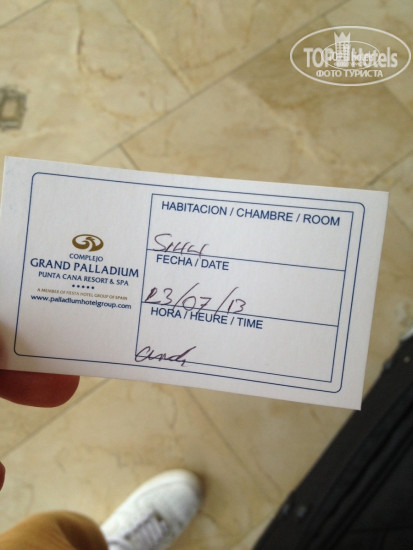 TOP Hotels
ФОТО ТУРИСТА
COMPLEJO
GRAND PALLADIUM
PUNTA CANA RESORT & SPA
★★★★★
A MEMBER OF FIESTA HOTEL GROUP OF SPAIN
www.palladiumhotelgroup.com
HABITACION / CHAMBRE / ROOM
FECHA / DATE
23/07/13
HORA / HEURE / TIME